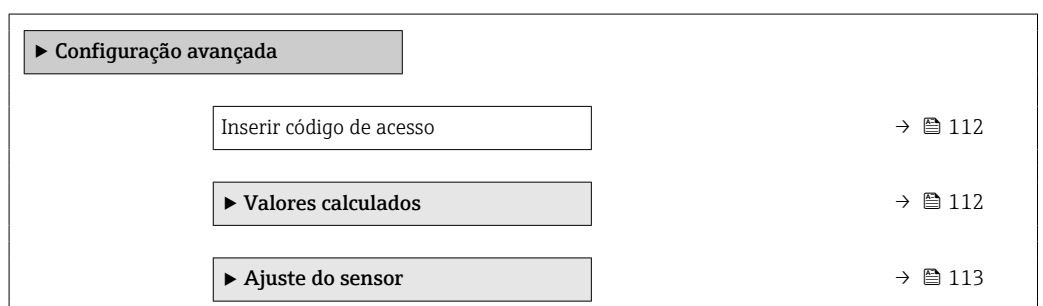 ▶ Configuração avançada
Inserir código de acesso → 112
▶ Valores calculados → 112
▶ Ajuste do sensor → 113